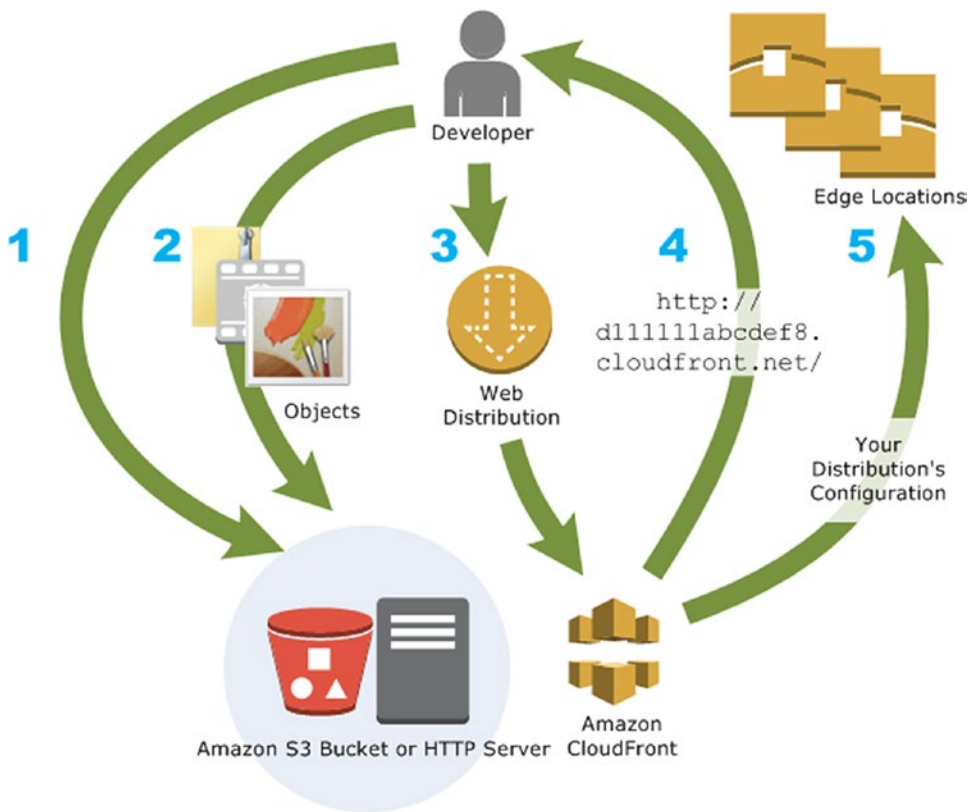 Developer
Edge Locations
1
2
3
4
5
http://
d111111abcdef8.
cloudfront.net/
Objects
Web
Distribution
Your
Distribution's
Configuration
Amazon S3 Bucket or HTTP Server
Amazon
CloudFront